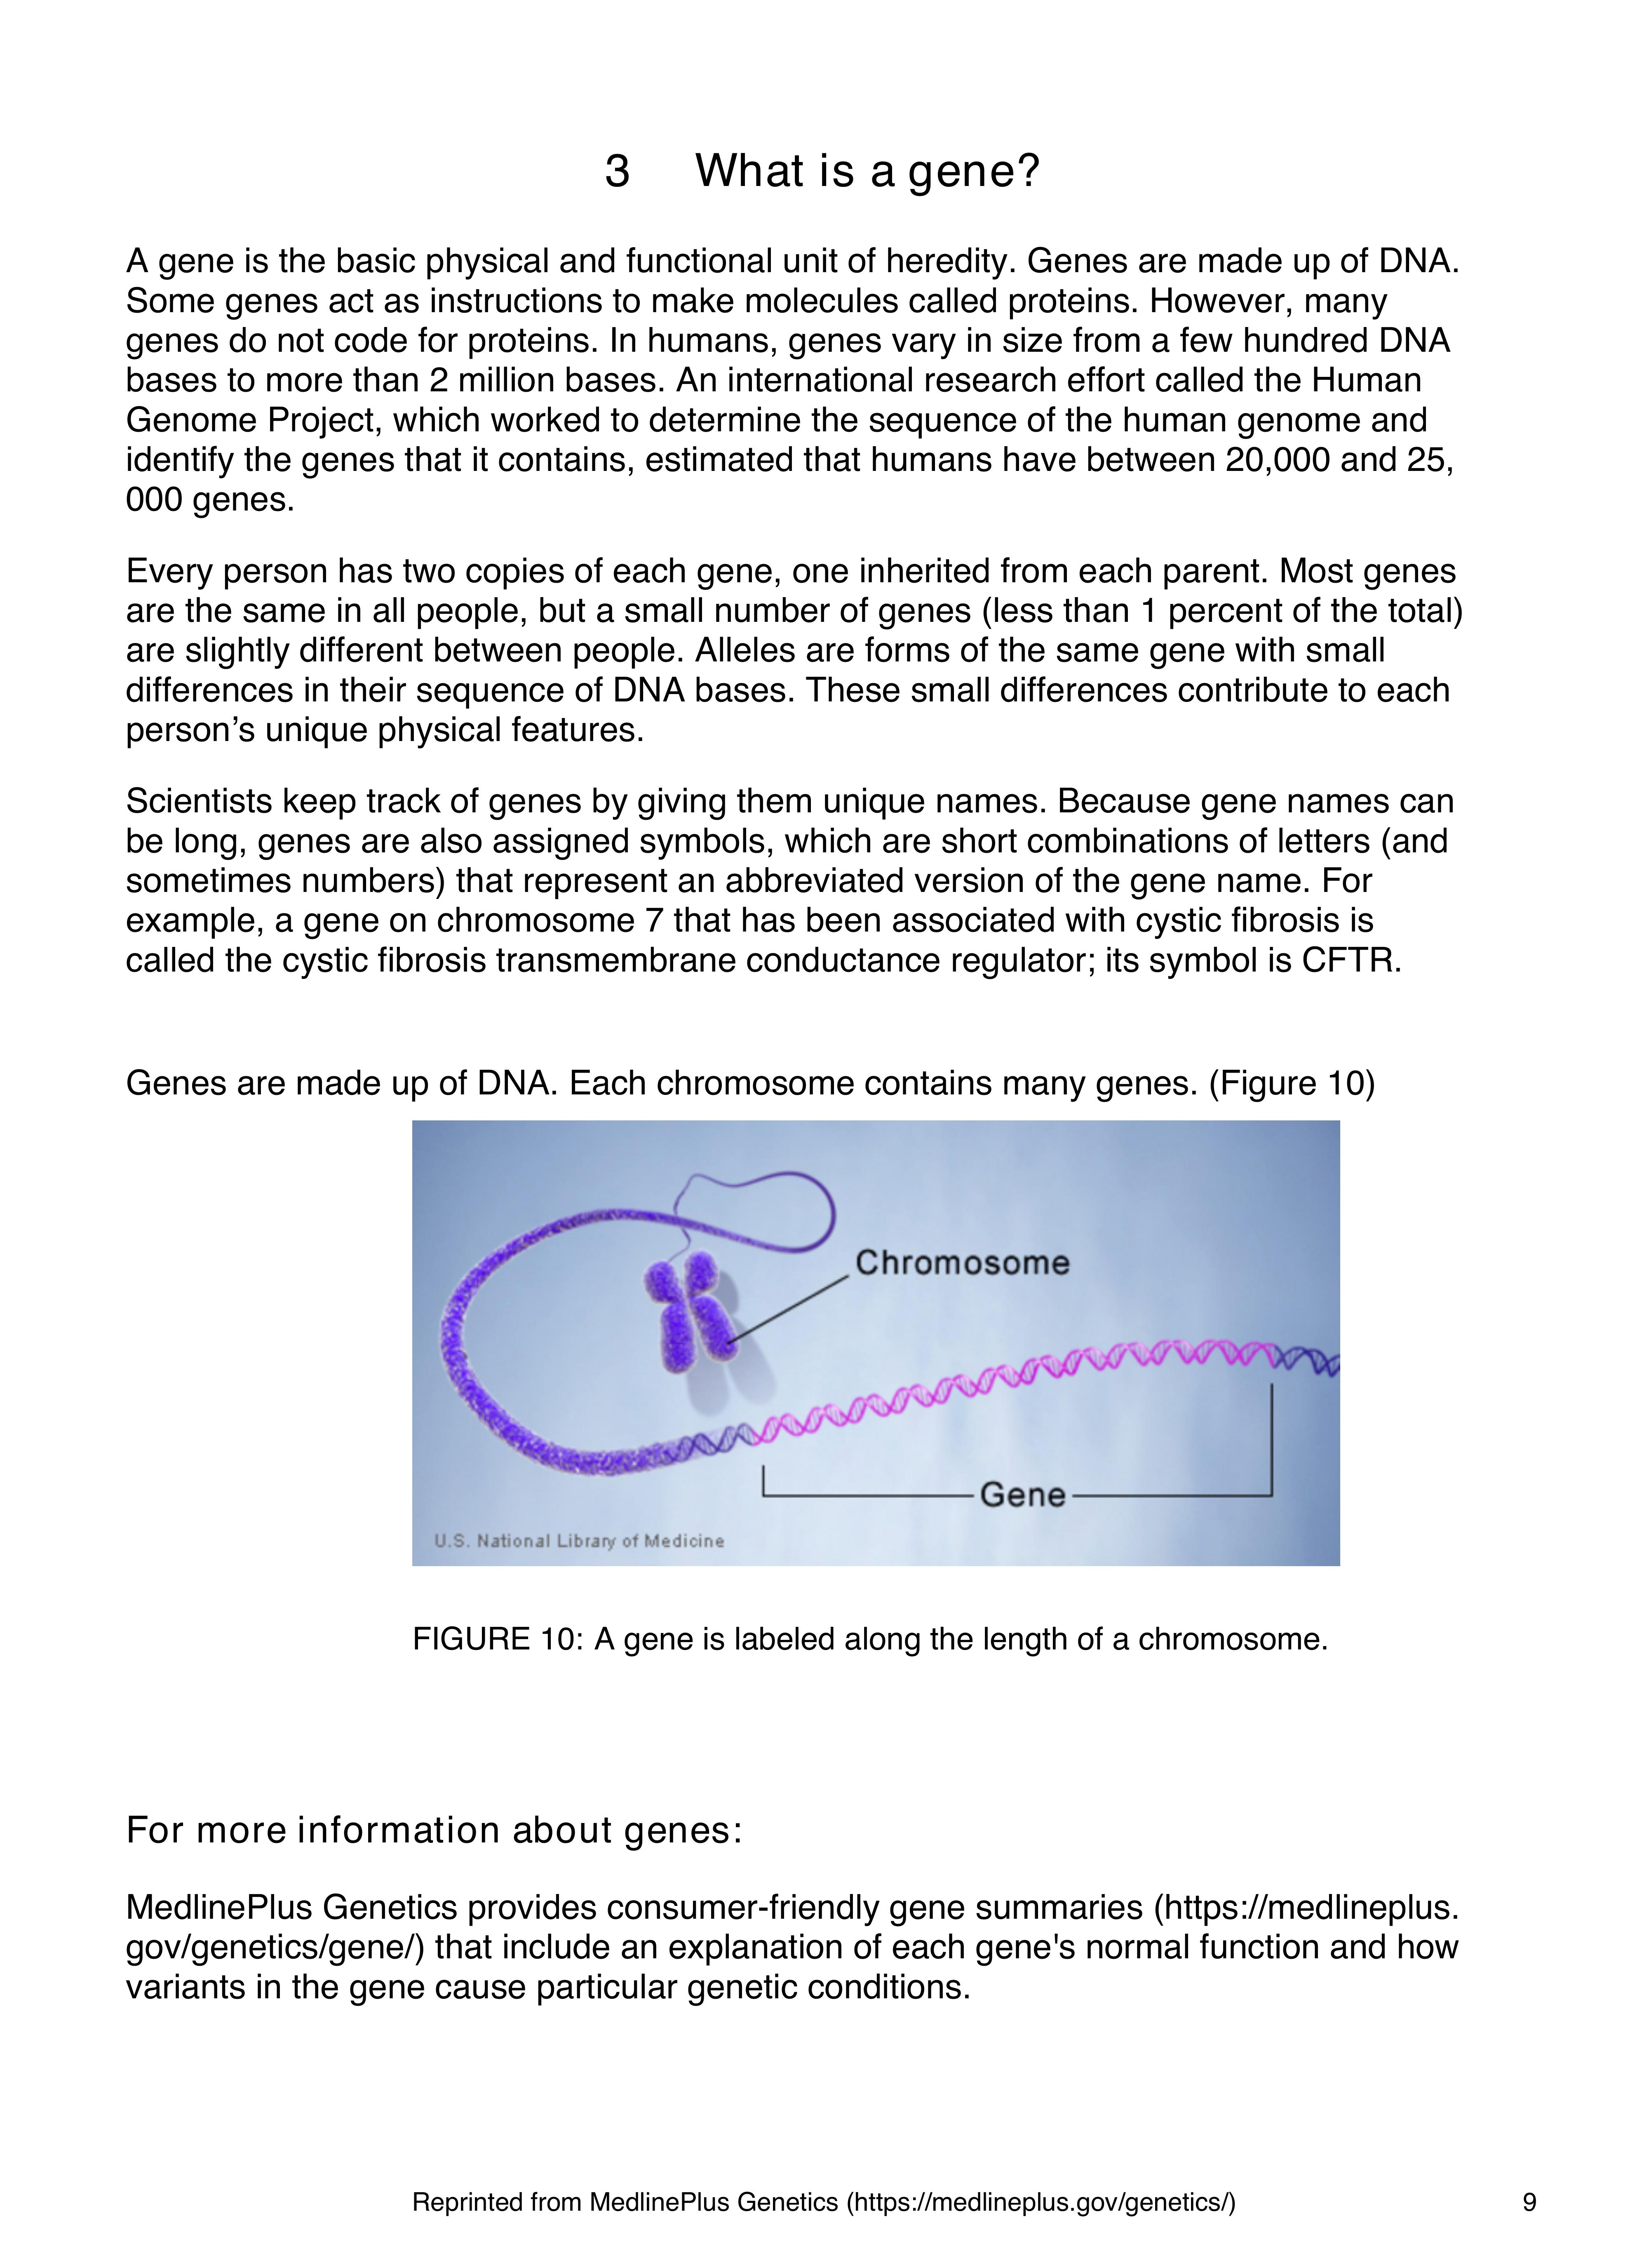 3 What is a gene?
A gene is the basic physical and functional unit of heredity. Genes are made up of DNA.
Some genes act as instructions to make molecules called proteins. However, many
genes do not code for proteins. In humans, genes vary in size from a few hundred DNA
bases to more than 2 million bases. An international research effort called the Human
Genome Project, which worked to determine the sequence of the human genome and
identify the genes that it contains, estimated that humans have between 20,000 and 25,
000 genes.
Every person has two copies of each gene, one inherited from each parent. Most genes
are the same in all people, but a small number of genes (less than 1 percent of the total)
are slightly different between people. Alleles are forms of the same gene with small
differences in their sequence of DNA bases. These small differences contribute to each
person’s unique physical features.
Scientists keep track of genes by giving them unique names. Because gene names can
be long, genes are also assigned symbols, which are short combinations of letters (and
sometimes numbers) that represent an abbreviated version of the gene name. For
example, a gene on chromosome 7 that has been associated with cystic fibrosis is
called the cystic fibrosis transmembrane conductance regulator; its symbol is CFTR.
Genes are made up of DNA. Each chromosome contains many genes. (Figure 10)
Chromosome
Gene
U.S. National Library of Medicine
FIGURE 10: A gene is labeled along the length of a chromosome.
For more information about genes:
MedlinePlus Genetics provides consumer-friendly gene summaries (https://medlineplus.
gov/genetics/gene/) that include an explanation of each gene's normal function and how
variants in the gene cause particular genetic conditions.
Reprinted from MedlinePlus Genetics (https://medlineplus.gov/genetics/) 9